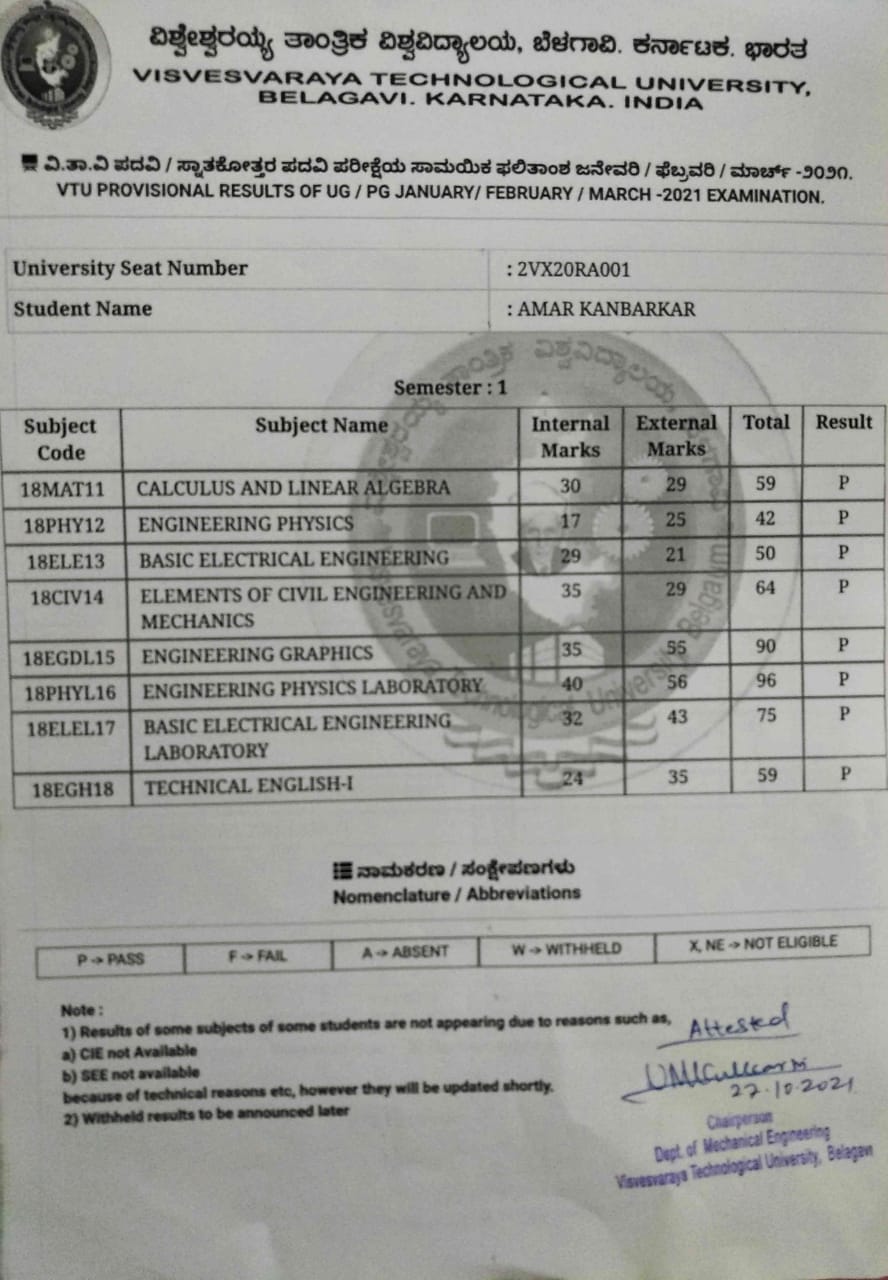 ವಿಶ್ವೇಶ್ವರಯ್ಯ ತಾಂತ್ರಿಕ ವಿಶ್ವವಿದ್ಯಾಲಯ, ಬೆಳಗಾವಿ. ಕರ್ನಾಟಕ. ಭಾರತ
VISVESVARAYA TECHNOLOGICAL UNIVERSITY,
BELAGAVI. KARNATAKA. INDIA
ವಿ.ತಾ.ವಿ ಪದವಿ / ಸ್ನಾತಕೋತ್ತರ ಪದವಿ ಪರೀಕ್ಷೆಯ ಸಾಮಯಿಕ ಫಲಿತಾಂಶ ಜನೇವರಿ / ಫೆಬ್ರವರಿ / ಮಾರ್ಚ್ -೨೦೨೧.
VTU PROVISIONAL RESULTS OF UG / PG JANUARY/ FEBRUARY / MARCH -2021 EXAMINATION.
University Seat Number : 2VX20RA001
Student Name : AMAR KANBARKAR
Semester : 1
Subject Code Subject Name Internal Marks External Marks Total Result
18MAT11 CALCULUS AND LINEAR ALGEBRA 30 29 59 P
18PHY12 ENGINEERING PHYSICS 17 25 42 P
18ELE13 BASIC ELECTRICAL ENGINEERING 29 21 50 P
18CIV14 ELEMENTS OF CIVIL ENGINEERING AND 35 29 64 P
MECHANICS
18EGDL15 ENGINEERING GRAPHICS 35 55 90 P
18PHYL16 ENGINEERING PHYSICS LABORATORY 40 56 96 P
18ELEL17 BASIC ELECTRICAL ENGINEERING 32 43 75 P
LABORATORY
18EGH18 TECHNICAL ENGLISH-I 24 35 59 P
ನಾಮಕರಣ / ಸಂಕ್ಷೇಪಣಗಳು
Nomenclature / Abbreviations
P → PASS F → FAIL A → ABSENT W → WITHHELD X, NE → NOT ELIGIBLE
Note :
1) Results of some subjects of some students are not appearing due to reasons such as,
a) CIE not Available
b) SEE not available
because of technical reasons etc, however they will be updated shortly.
2) Withheld results to be announced later
Attested
27.10.2021
Chairperson
Dept. of Mechanical Engineering
Visvesvaraya Technological University, Belagavi